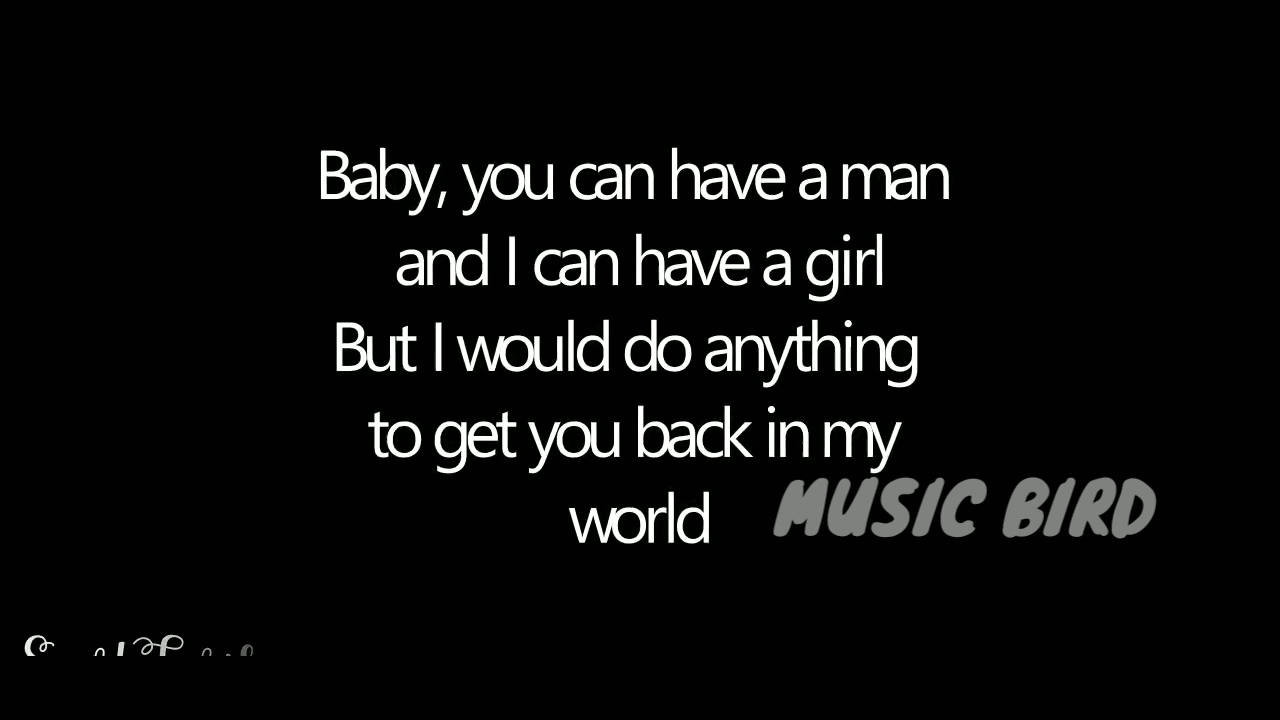 Baby, you can have a man
and I can have a girl
But I would do anything
to get you back in my
world
MUSIC BIRD